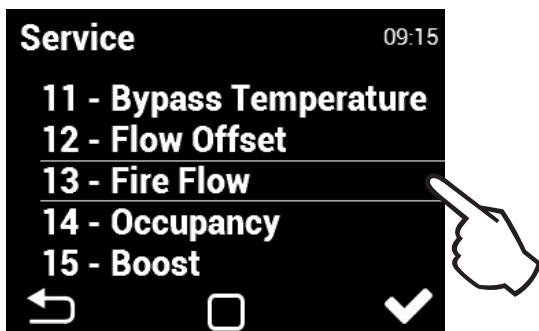 Service 09:15
11 - Bypass Temperature
12 - Flow Offset
13 - Fire Flow
14 - Occupancy
15 - Boost